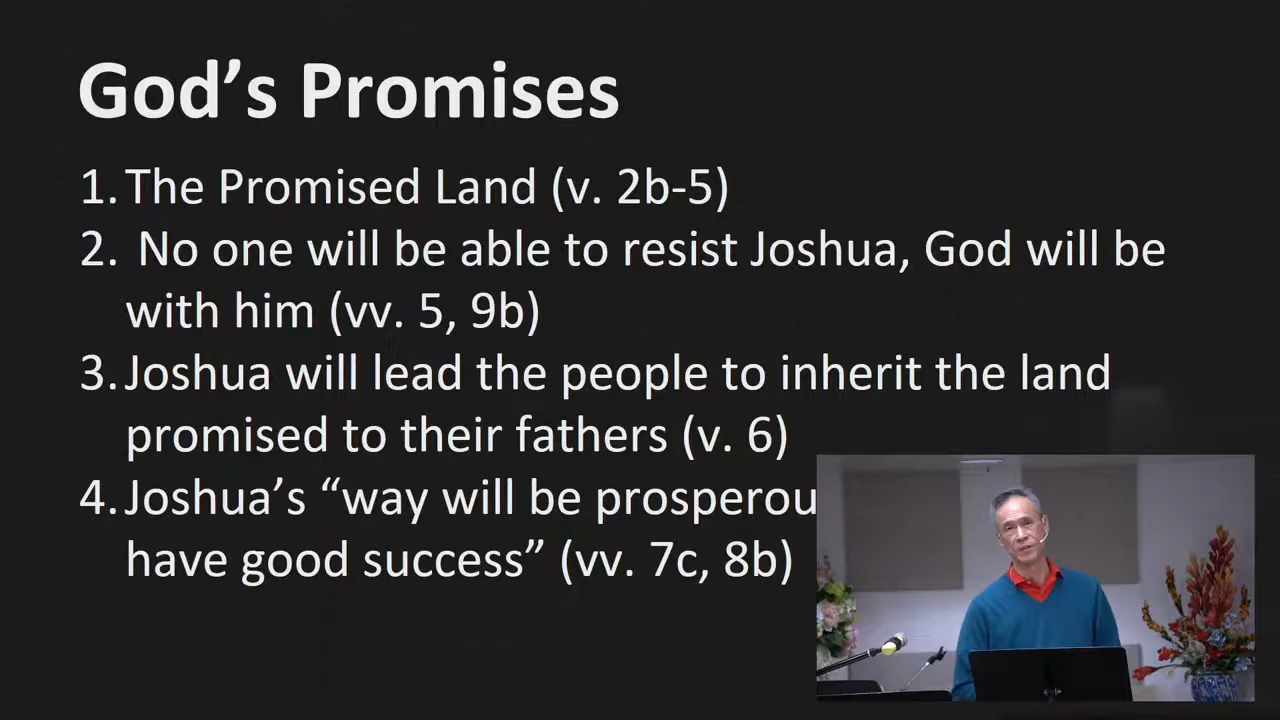 God’s Promises
1. The Promised Land (v. 2b-5)
2. No one will be able to resist Joshua, God will be
with him (vv. 5, 9b)
3. Joshua will lead the people to inherit the land
promised to their fathers (v. 6)
4. Joshua’s “way will be prosperou
have good success” (vv. 7c, 8b)